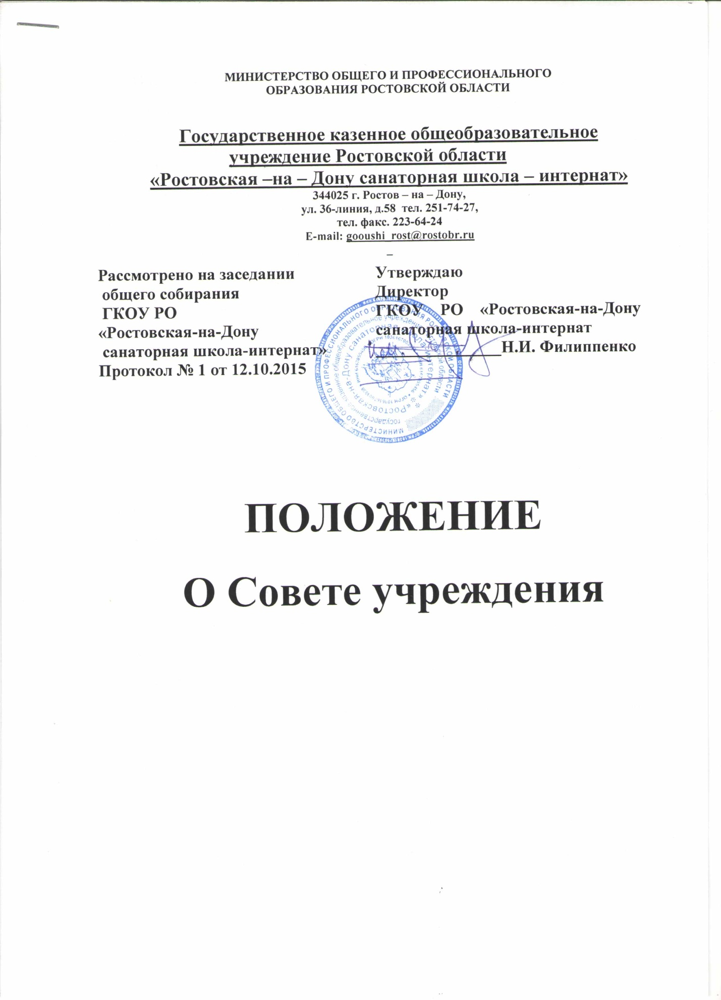 МИНИСТЕРСТВО ОБЩЕГО И ПРОФЕССИОНАЛЬНОГО
ОБРАЗОВАНИЯ РОСТОВСКОЙ ОБЛАСТИ
Государственное казенное общеобразовательное
учреждение Ростовской области
«Ростовская –на – Дону санаторная школа – интернат»
344025 г. Ростов – на – Дону,
ул. 36-линия, д.58 тел. 251-74-27,
тел. факс. 223-64-24
E-mail: gooushi_rost@rostobr.ru
–
Рассмотрено на заседании
общего собрания
ГКОУ РО
«Ростовская-на-Дону
санаторная школа-интернат»
Протокол № 1 от 12.10.2015
Утверждаю
Директор
ГКОУ РО «Ростовская-на-Дону
санаторная школа-интернат
Н.И. Филиппенко
МИНИСТЕРСТВО ОБЩЕГО И ПРОФЕССИОНАЛЬНОГО ОБРАЗОВАНИЯ РОСТОВСКОЙ ОБЛАСТИ
государственное казенное общеобразовательное учреждение Ростовской области
«Ростовская-на-Дону санаторная школа-интернат»
ПОЛОЖЕНИЕ
О Совете учреждения